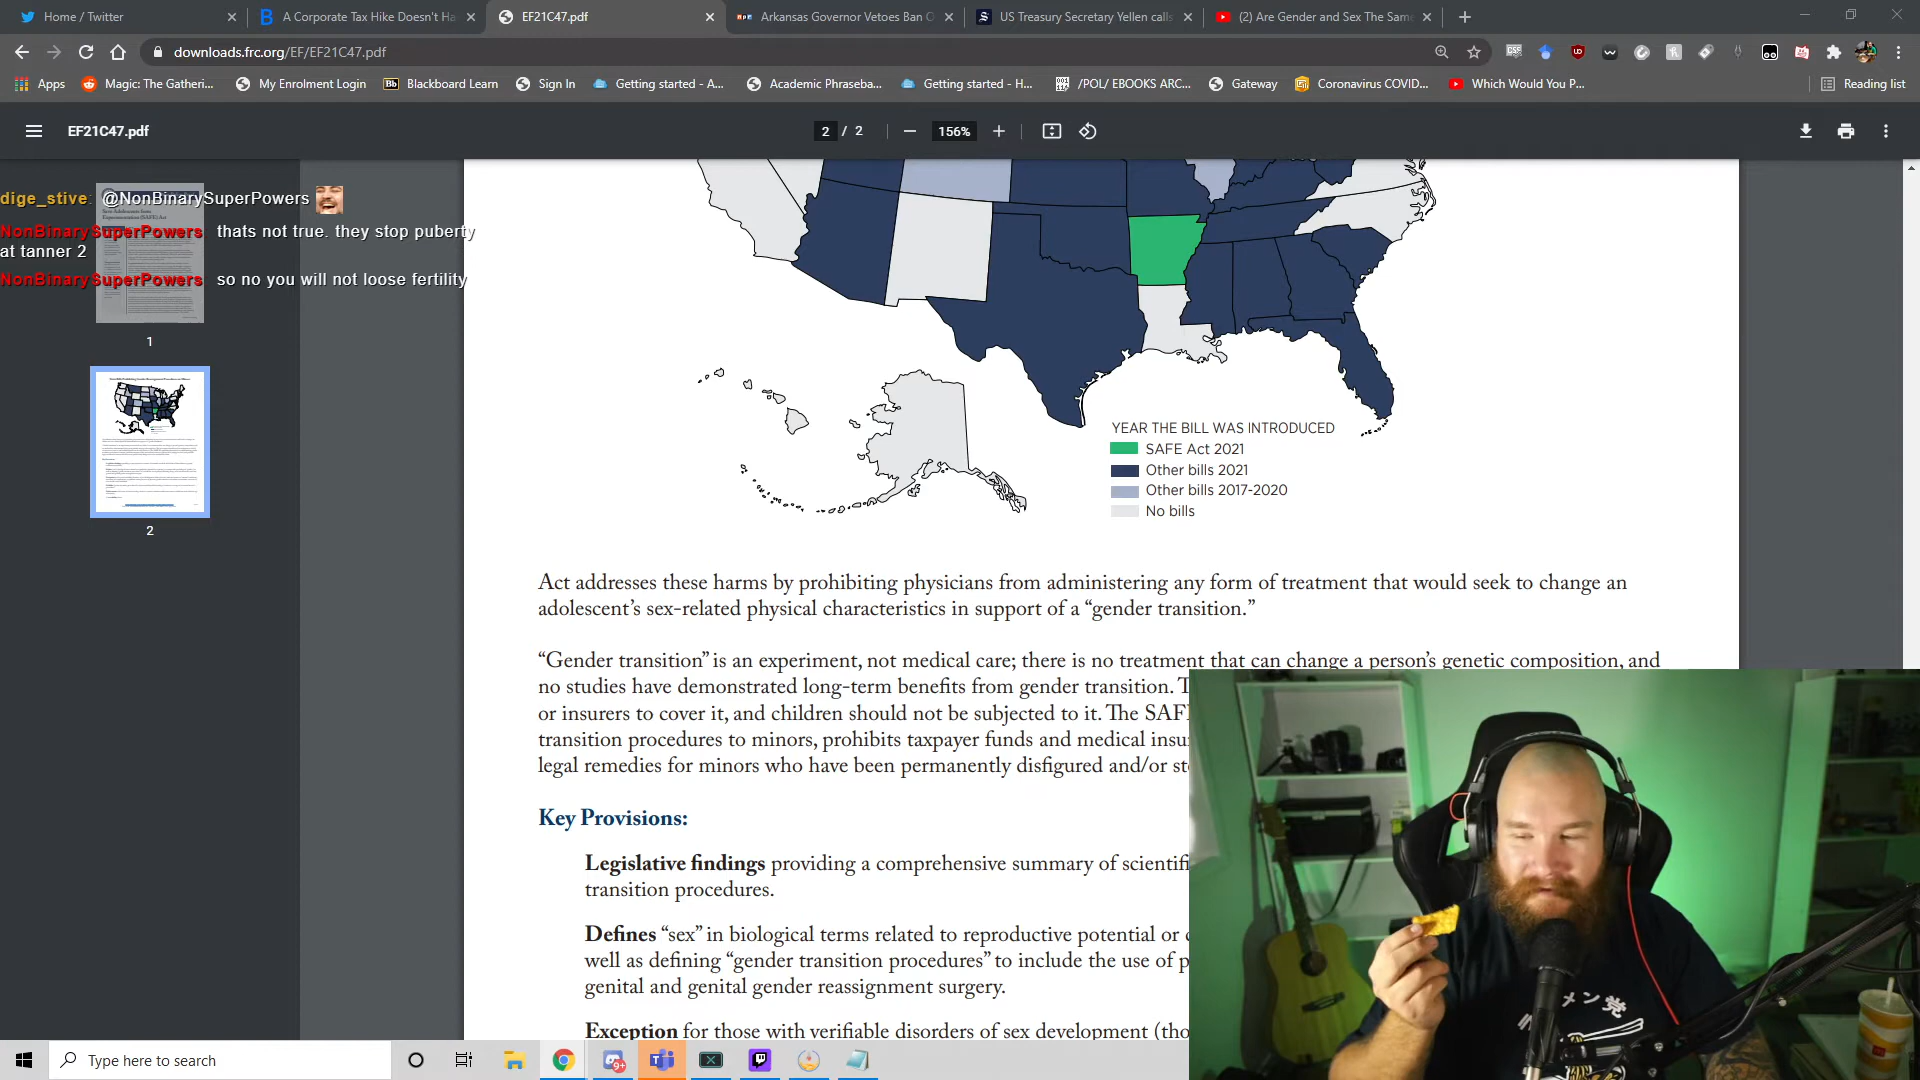 Home / Twitter
A Corporate Tax Hike Doesn't Ha
EF21C47.pdf
Arkansas Governor Vetoes Ban O
US Treasury Secretary Yellen calls
(2) Are Gender and Sex The Same
downloads.frc.org/EF/EF21C47.pdf
Apps
Magic: The Gatheri...
My Enrolment Login
Bb
Blackboard Learn
Sign In
Getting started - A...
Academic Phraseba...
Getting started - H...
/POL/ EBOOKS ARC...
Gateway
Coronavirus COVID...
Which Would You P...
Reading list
EF21C47.pdf
2 / 2
156%
dige_stive: @NonBinarySuperPowers
NonBinarySuperPowers thats not true. they stop puberty
at tanner 2
NonBinarySuperPowers so no you will not loose fertility
1
2
YEAR THE BILL WAS INTRODUCED
SAFE Act 2021
Other bills 2021
Other bills 2017-2020
No bills
Act addresses these harms by prohibiting physicians from administering any form of treatment that would seek to change an
adolescent's sex-related physical characteristics in support of a “gender transition.”
“Gender transition” is an experiment, not medical care; there is no treatment that can change a person's genetic composition, and
no studies have demonstrated long-term benefits from gender transition.
or insurers to cover it, and children should not be subjected to it. The SAF
transition procedures to minors, prohibits taxpayer funds and medical insu
legal remedies for minors who have been permanently disfigured and/or st
Key Provisions:
Legislative findings providing a comprehensive summary of scientifi
transition procedures.
Defines “sex” in biological terms related to reproductive potential or
well as defining “gender transition procedures” to include the use of p
genital and genital gender reassignment surgery.
Exception for those with verifiable disorders of sex development (tho
メン党
Type here to search
9+